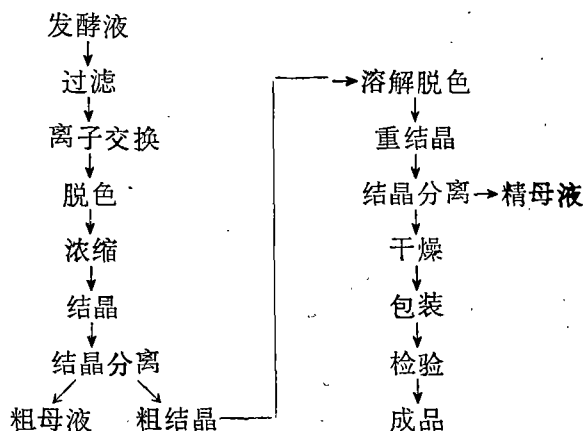 发酵液
过滤
离子交换
脱色
浓缩
结晶
结晶分离
粗母液 粗结晶
溶解脱色
重结晶
结晶分离 精母液
干燥
包装
检验
成品